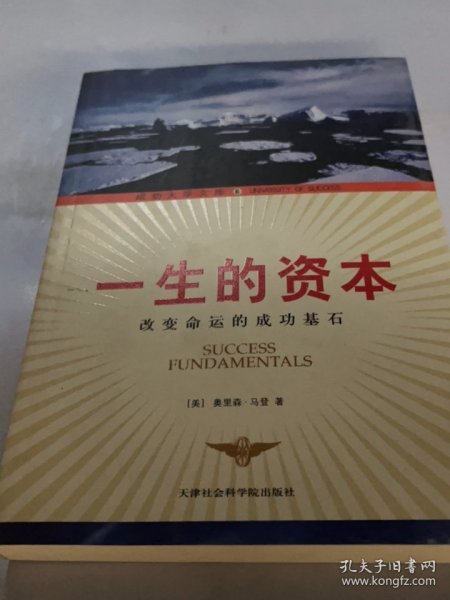 成功大学文库 6 UNIVERSITY OF SUCCESS
一生的资本
改变命运的成功基石
SUCCESS
FUNDAMENTALS
[美] 奥里森·马登 著
天津社会科学院出版社
孔夫子旧书网
www.kongfz.com